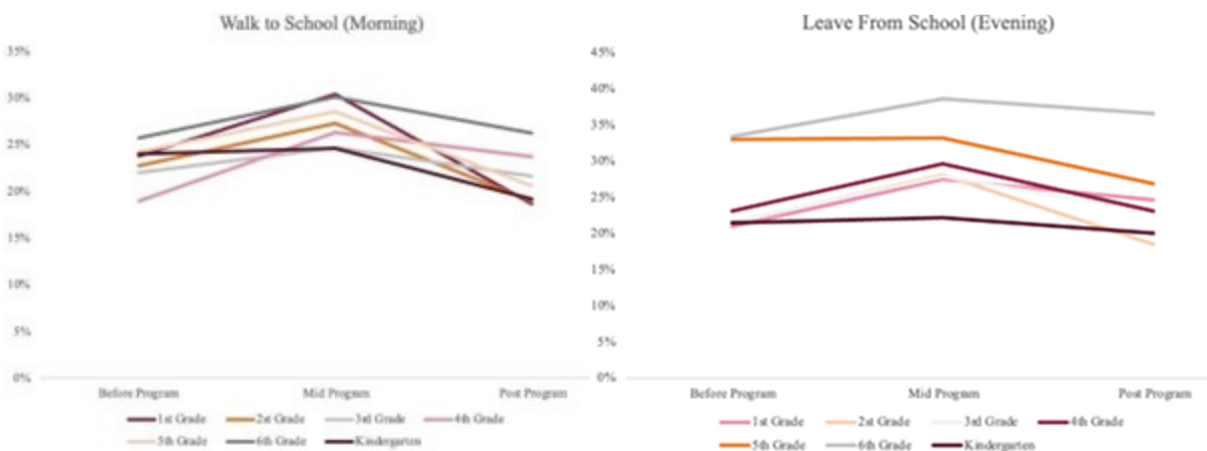 Walk to School (Morning)
35%
30%
25%
20%
15%
10%
5%
0%
Before Program Mid Program Post Program
1st Grade 2st Grade 3rd Grade 4th Grade
5th Grade 6th Grade Kindergarten
Leave From School (Evening)
45%
40%
35%
30%
25%
20%
15%
10%
5%
0%
Before Program Mid Program Post Program
1st Grade 2st Grade 3rd Grade 4th Grade
5th Grade 6th Grade Kindergarten